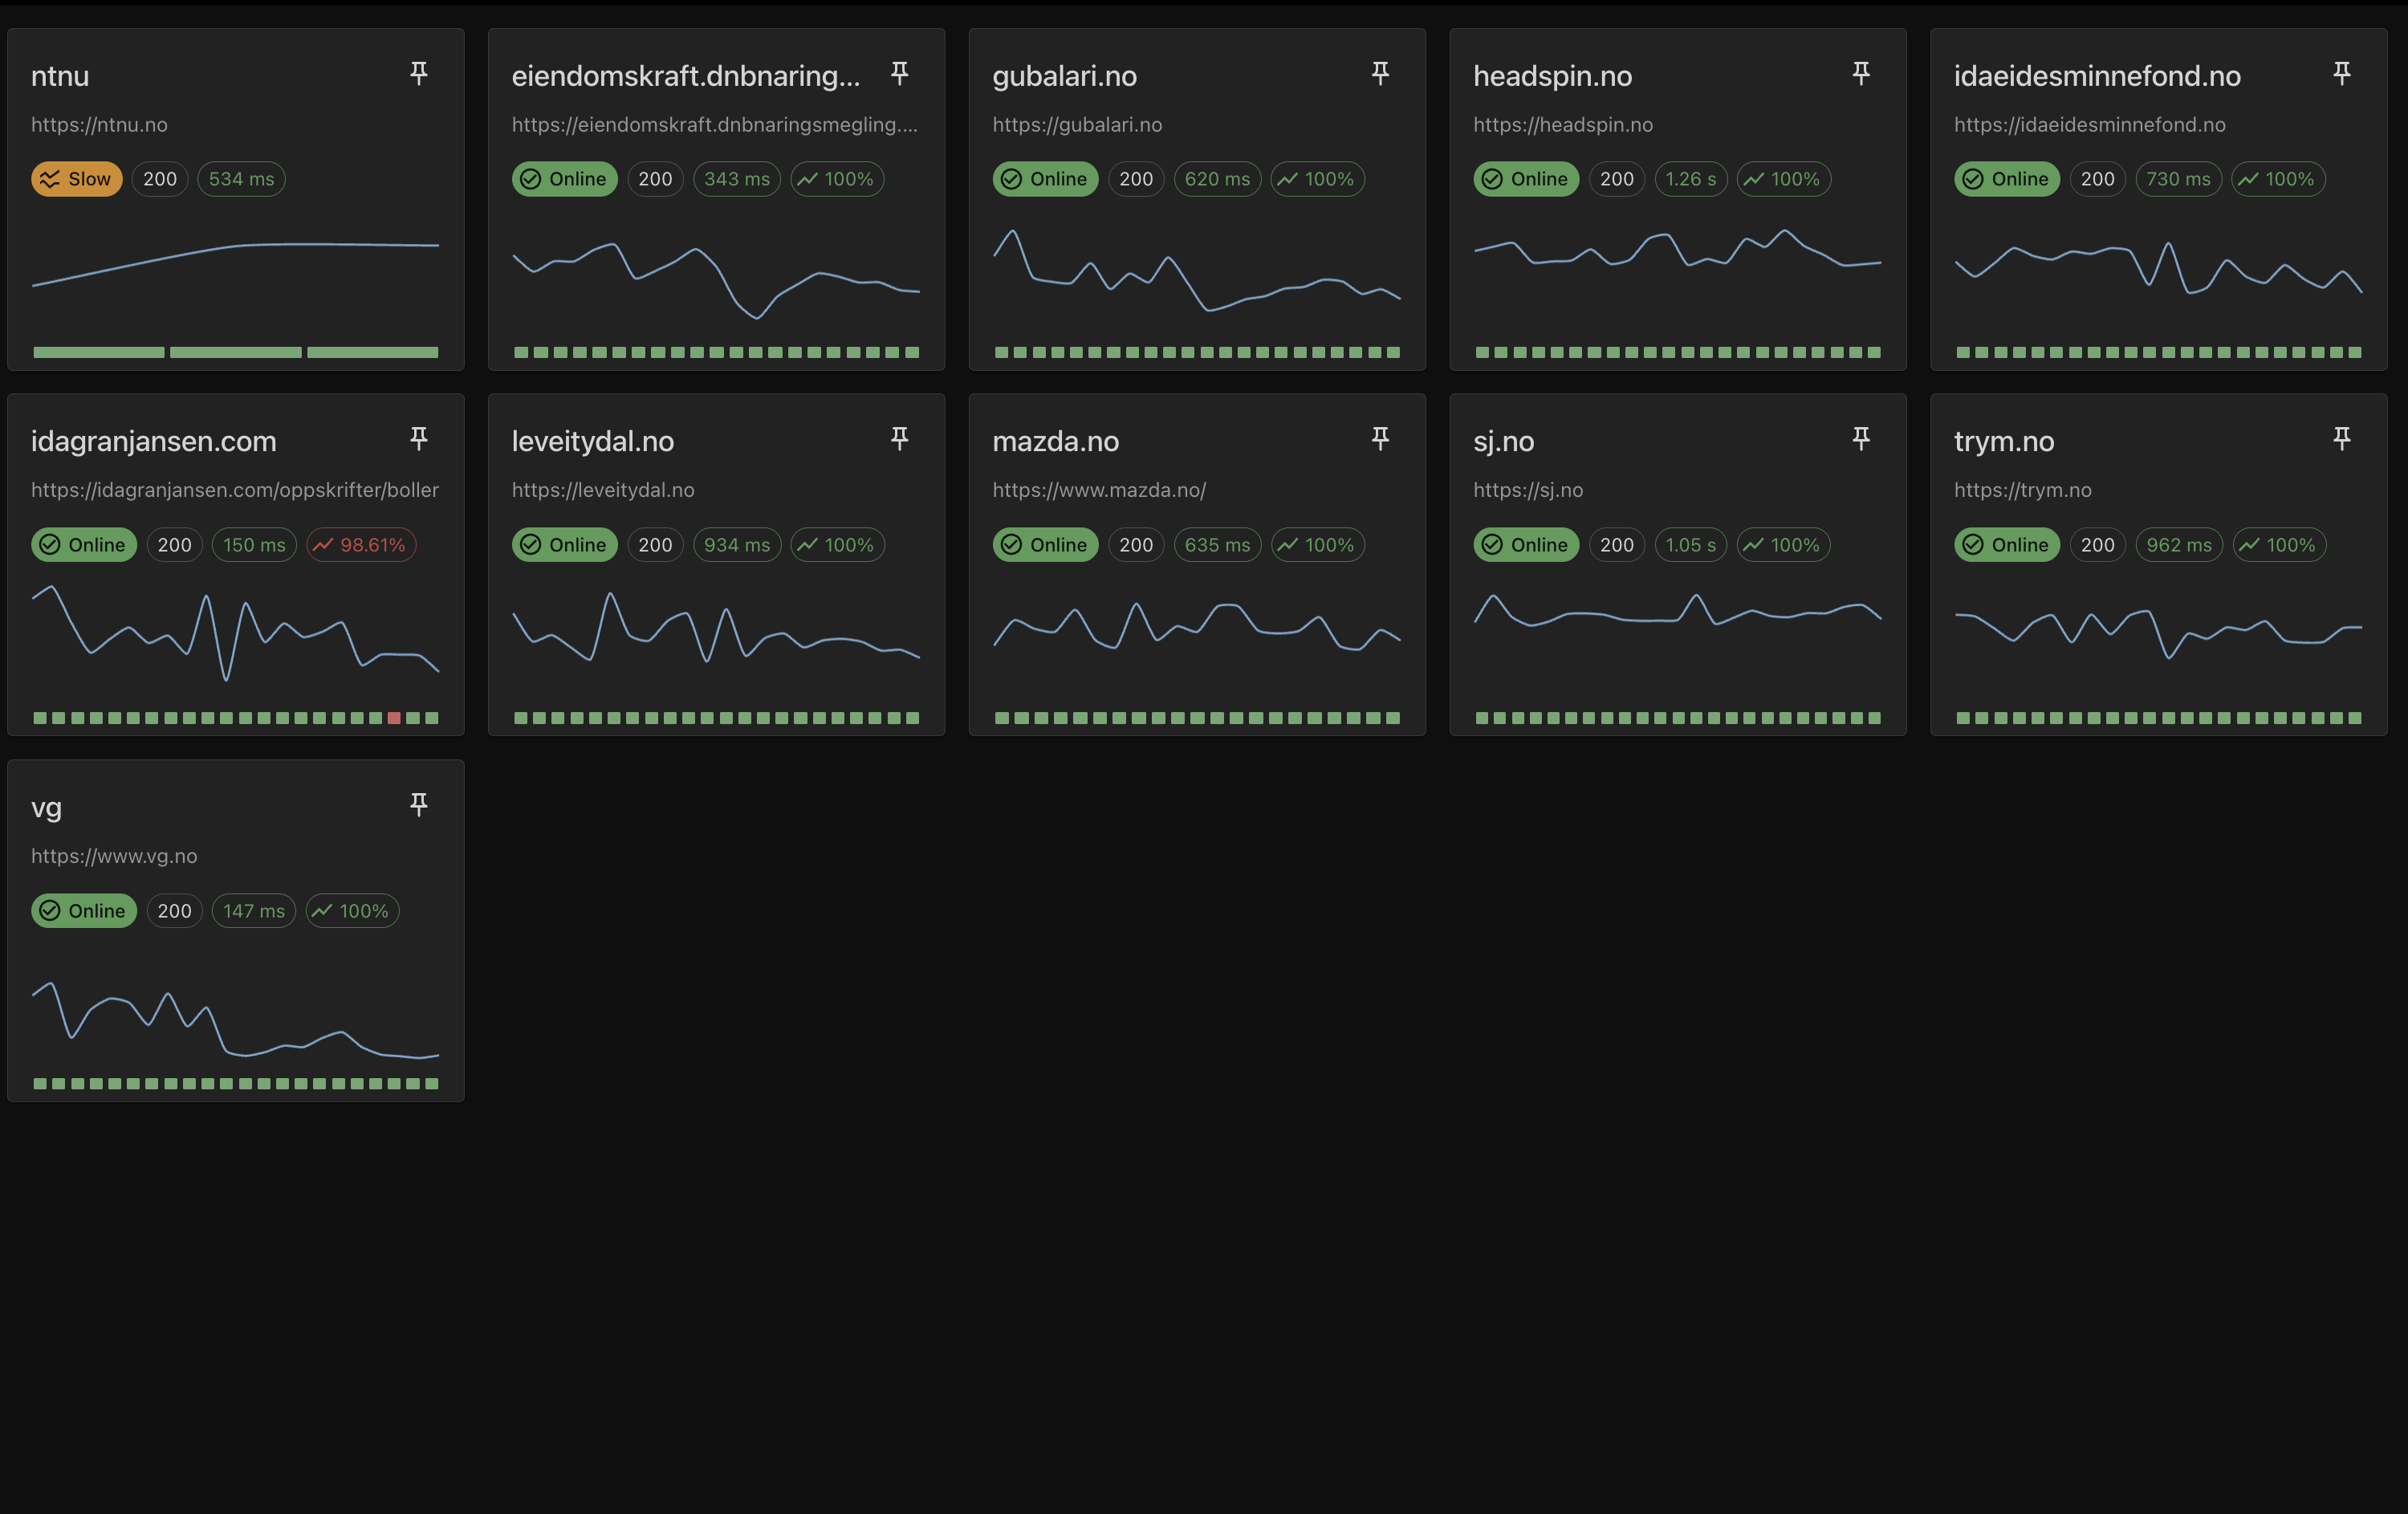 ntnu
https://ntnu.no
Slow 200 534 ms
eiendomskraft.dnbnaring...
https://eiendomskraft.dnbnaringsmegling....
Online 200 343 ms 100%
gubalari.no
https://gubalari.no
Online 200 620 ms 100%
headspin.no
https://headspin.no
Online 200 1.26 s 100%
idaeidesminnefond.no
https://idaeidesminnefond.no
Online 200 730 ms 100%
idagranjansen.com
https://idagranjansen.com/oppskrifter/boller
Online 200 150 ms 98.61%
leveitydal.no
https://leveitydal.no
Online 200 934 ms 100%
mazda.no
https://www.mazda.no/
Online 200 635 ms 100%
sj.no
https://sj.no
Online 200 1.05 s 100%
trym.no
https://trym.no
Online 200 962 ms 100%
vg
https://www.vg.no
Online 200 147 ms 100%